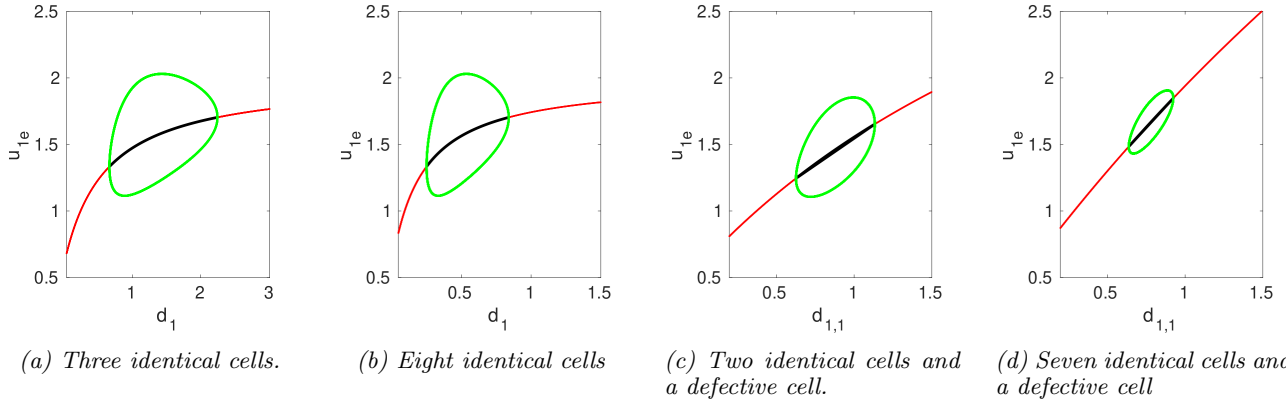 2.5
2
1.5
1
0.5
u1e
1
2
3
d1
2.5
2
1.5
1
0.5
u1e
0.5
1
1.5
d1
2.5
2
1.5
1
0.5
u1e
0.5
1
1.5
d1,1
2.5
2
1.5
1
0.5
u1e
0.5
1
1.5
d1,1
(a) Three identical cells.
(b) Eight identical cells
(c) Two identical cells and
a defective cell.
(d) Seven identical cells and
a defective cell